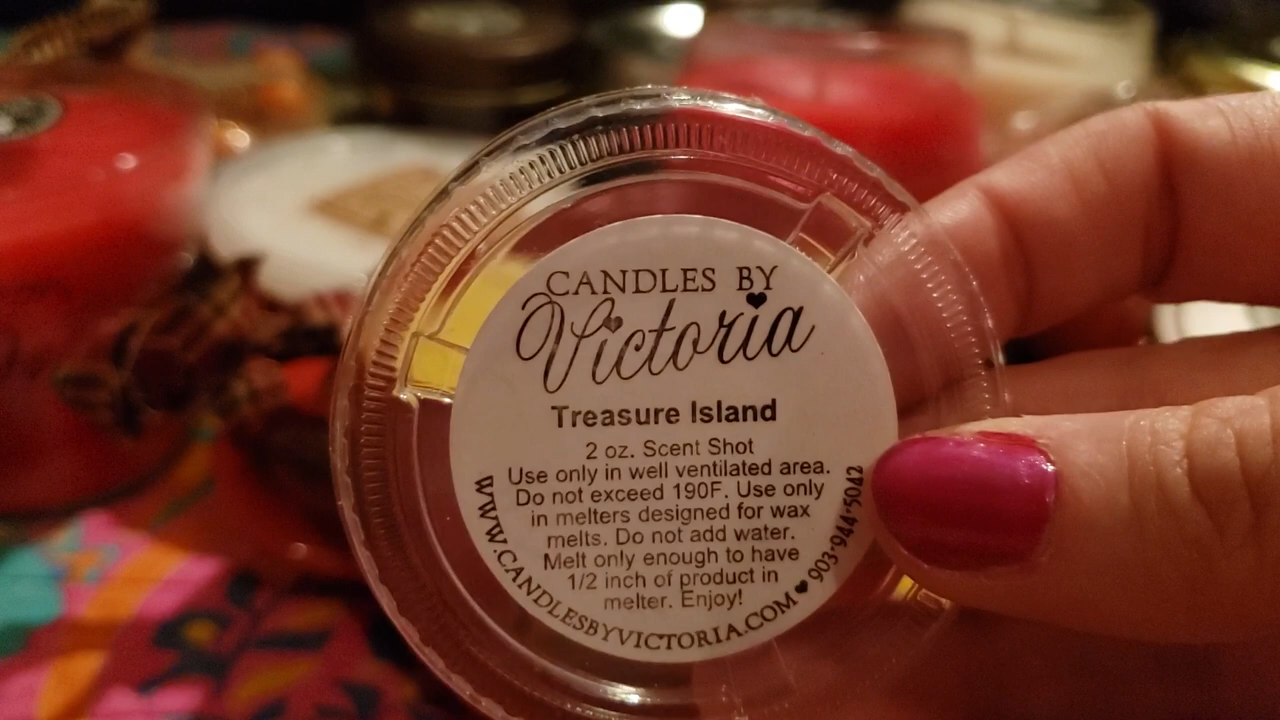 CANDLES BY
Victoria
Treasure Island
2 oz. Scent Shot
Use only in well ventilated area.
Do not exceed 190F. Use only
in melters designed for wax
melts. Do not add water.
Melt only enough to have
1/2 inch of product in
melter. Enjoy!
WWW.CANDLESBYVICTORIA.COM ♥ 903·944·5042